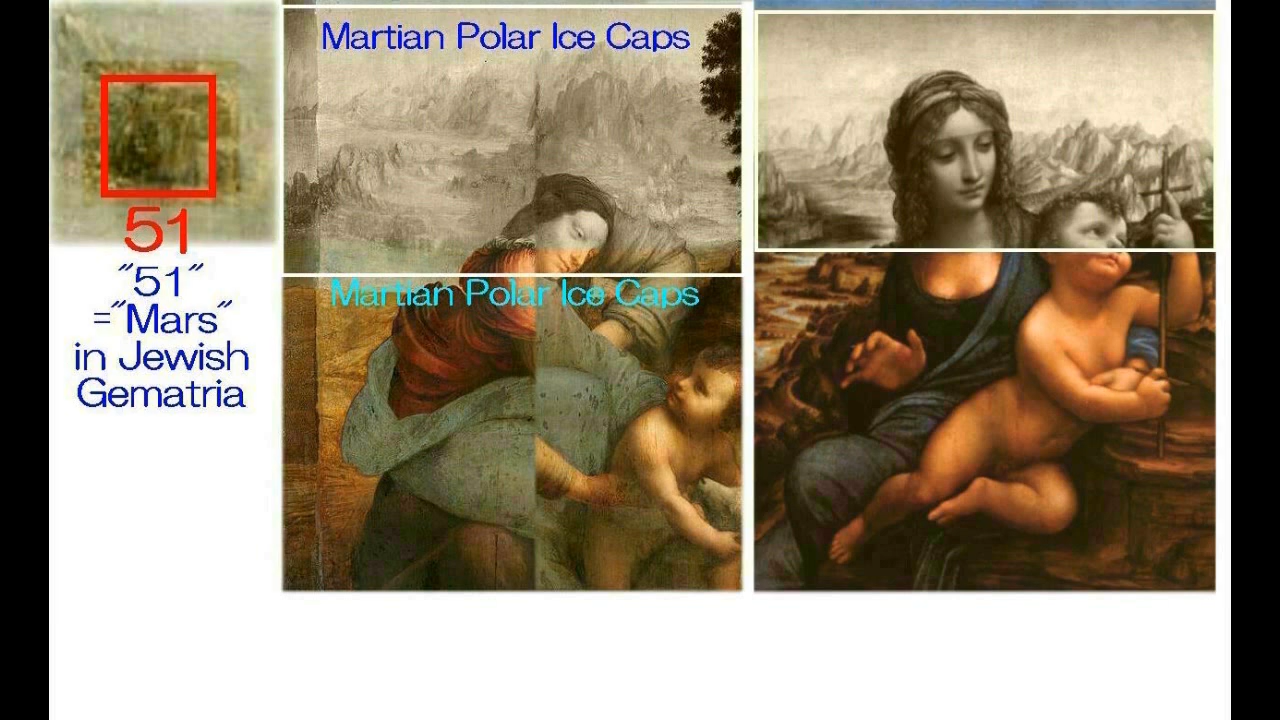 Martian Polar Ice Caps
51
"51"
="Mars"
in Jewish
Gematria
Martian Polar Ice Caps